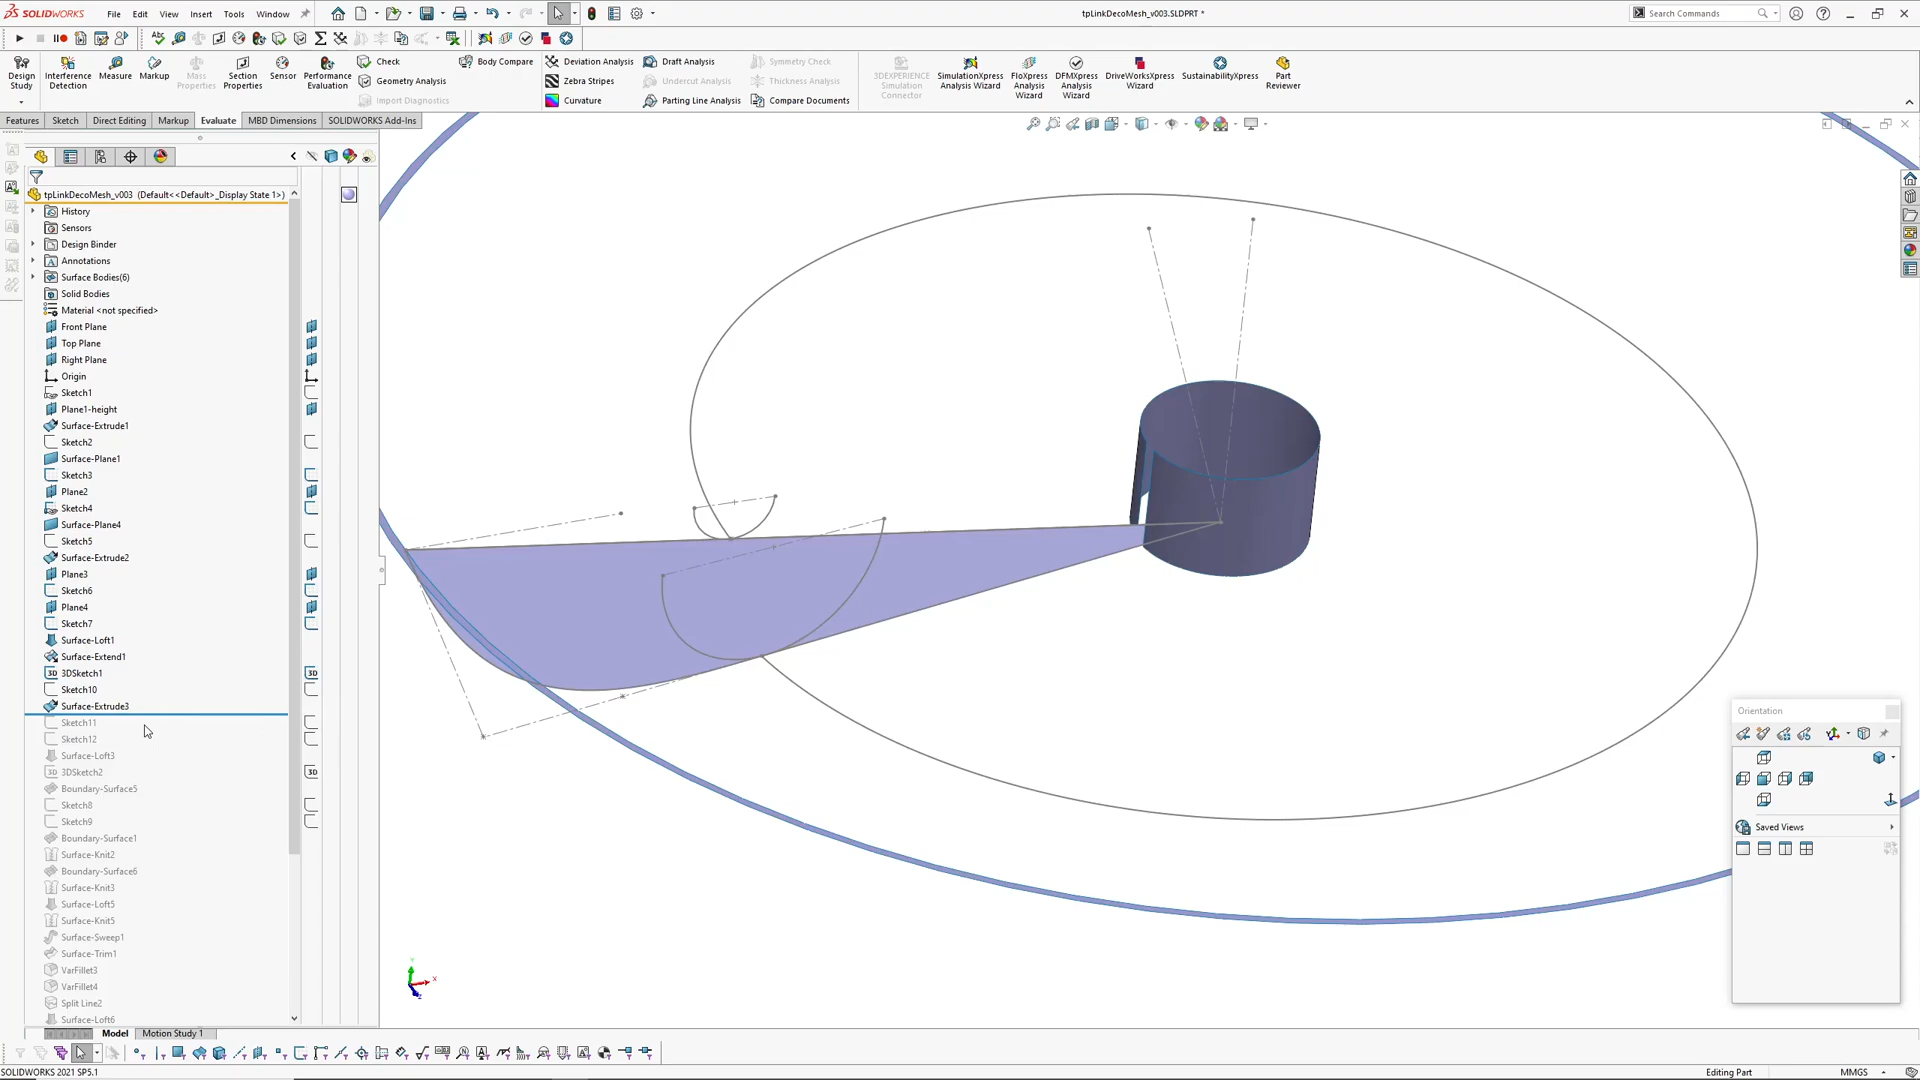 SOLIDWORKS
File
Edit
View
Insert
Tools
Window
tpLinkDecoMesh_v003.SLDPRT *
Search Commands
Design Study
Interference Detection
Measure
Markup
Mass Properties
Section Properties
Sensor
Performance Evaluation
Check
Geometry Analysis
Import Diagnostics
Body Compare
Deviation Analysis
Zebra Stripes
Curvature
Draft Analysis
Undercut Analysis
Parting Line Analysis
Symmetry Check
Thickness Analysis
Compare Documents
3DEXPERIENCE Simulation Connector
SimulationXpress Analysis Wizard
FloXpress Analysis Wizard
DFMXpress Analysis Wizard
DriveWorksXpress Wizard
SustainabilityXpress
Part Reviewer
Features
Sketch
Direct Editing
Markup
Evaluate
MBD Dimensions
SOLIDWORKS Add-Ins
tpLinkDecoMesh_v003 (Default<<Default>_Display State 1>)
History
Sensors
Design Binder
Annotations
Surface Bodies(6)
Solid Bodies
Material <not specified>
Front Plane
Top Plane
Right Plane
Origin
Sketch1
Plane1-height
Surface-Extrude1
Sketch2
Surface-Plane1
Sketch3
Plane2
Sketch4
Surface-Plane4
Sketch5
Surface-Extrude2
Plane3
Sketch6
Plane4
Sketch7
Surface-Loft1
Surface-Extend1
3D 3DSketch1 3D
Sketch10
Surface-Extrude3
Sketch11
Sketch12
Surface-Loft3
3D 3DSketch2 3D
Boundary-Surface5
Sketch8
Sketch9
Boundary-Surface1
Surface-Knit2
Boundary-Surface6
Surface-Knit3
Surface-Loft5
Surface-Knit5
Surface-Sweep1
Surface-Trim1
VarFillet3
VarFillet4
Split Line2
Surface-Loft6
Orientation
Saved Views
Model
Motion Study 1
SOLIDWORKS 2021 SP5.1
Editing Part
MMGS